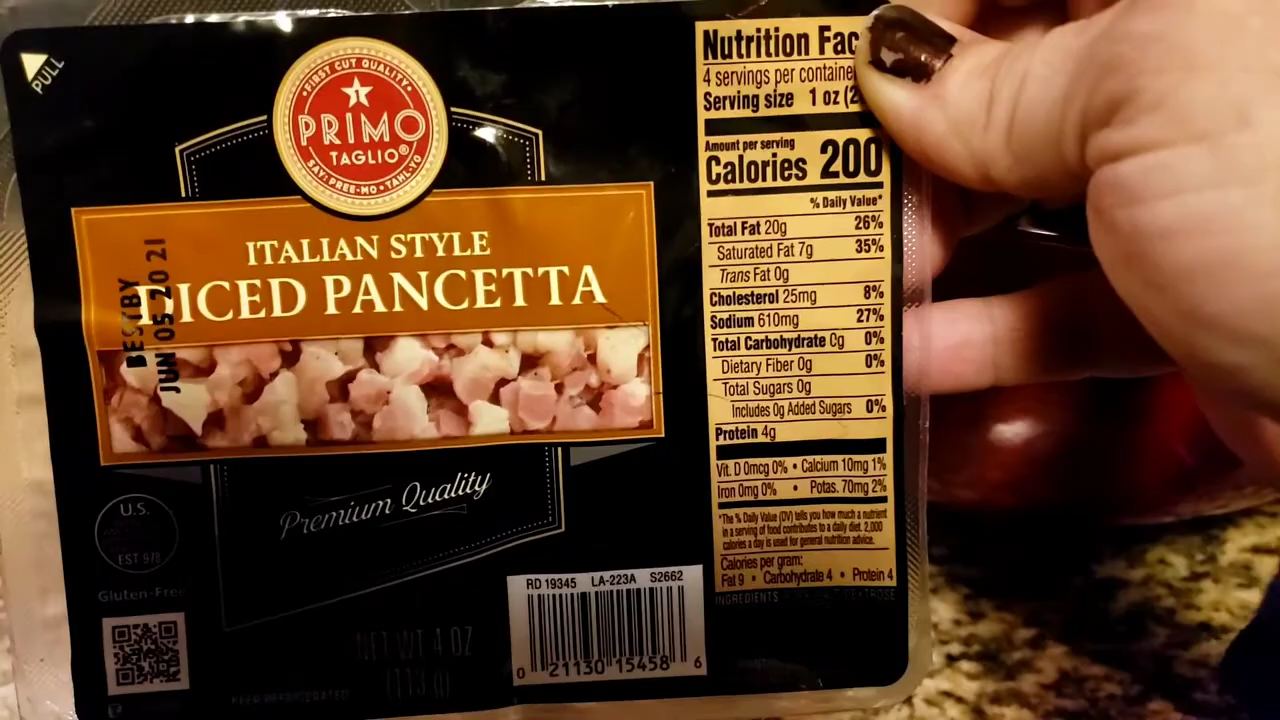 PULL
FIRST CUT QUALITY
1
PRIMO
TAGLIO®
SAY: PREE-MO • TAHL-YO
ITALIAN STYLE
DICED PANCETTA
BEST BY
JUN 05 20 21
Premium Quality
U.S.
EST 978
Gluten-Free
NET WT 4 OZ
(113 g)
KEEP REFRIGERATED
RD 19345 LA-223A S2662
0 21130 15458 6
Nutrition Fac
4 servings per containe
Serving size 1 oz (2
Amount per serving
Calories 200
% Daily Value*
Total Fat 20g 26%
Saturated Fat 7g 35%
Trans Fat 0g
Cholesterol 25mg 8%
Sodium 610mg 27%
Total Carbohydrate 0g 0%
Dietary Fiber 0g 0%
Total Sugars 0g
Includes 0g Added Sugars 0%
Protein 4g
Vit. D 0mcg 0% • Calcium 10mg 1%
Iron 0mg 0% • Potas. 70mg 2%
*The % Daily Value (DV) tells you how much a nutrient
in a serving of food contributes to a daily diet. 2,000
calories a day is used for general nutrition advice.
Calories per gram:
Fat 9 • Carbohydrate 4 • Protein 4
INGREDIENTS DEXTROSE